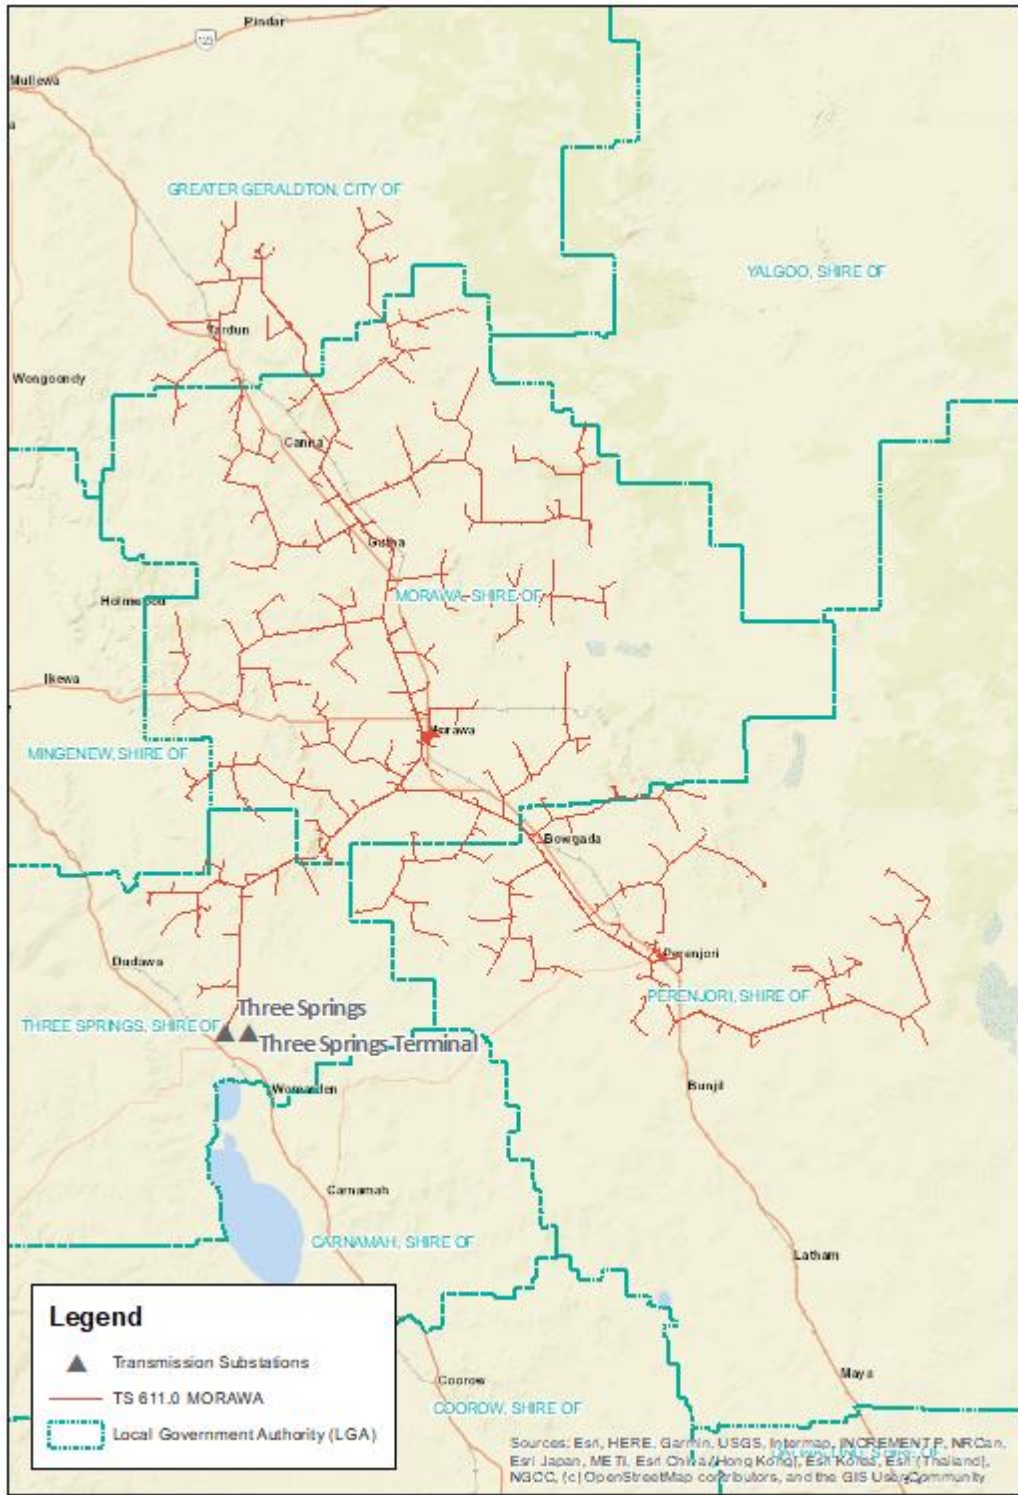 Pindar
123
Mullewa
GREATER GERALDTON, CITY OF
YALGOO, SHIRE OF
Tardun
Wongoondy
Canna
Gutha
MORAWA, SHIRE OF
Holmwood
Ikewa
Morawa
MINGENEW, SHIRE OF
Bowgada
Perenjori
Dudawa
PERENJORI, SHIRE OF
Three Springs
THREE SPRINGS, SHIRE OF
Three Springs Terminal
Womarden
Bunjil
Carnamah
CARNAMAH, SHIRE OF
Latham
Legend
Transmission Substations
TS 611.0 MORAWA
Local Government Authority (LGA)
Maya
Coorow
COOROW, SHIRE OF
Sources: Esri, HERE, Garmin, USGS, Intermap, INCREMENT P, NRCan,
Esri Japan, METI, Esri China (Hong Kong), Esri Korea, Esri (Thailand),
NGCC, (c) OpenStreetMap contributors, and the GIS User Community